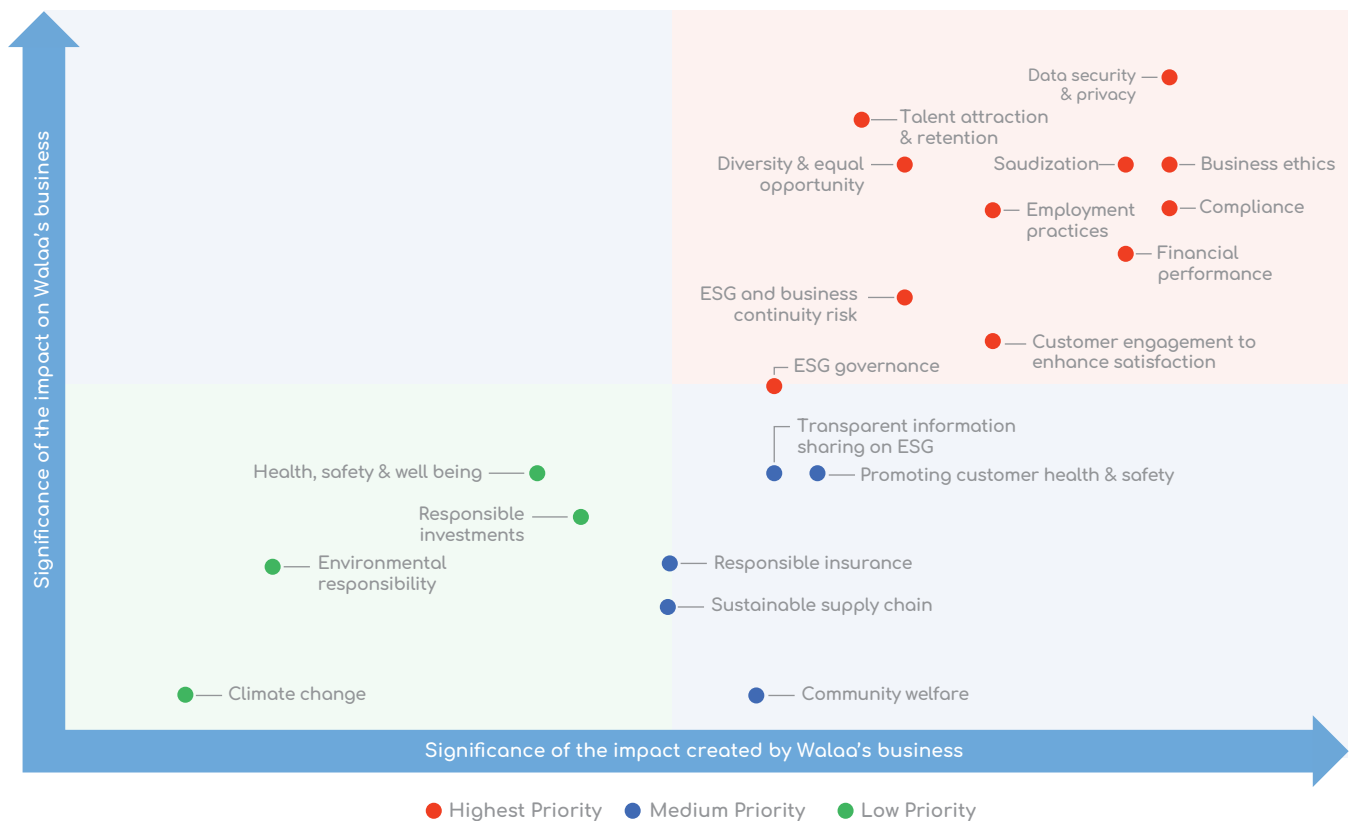 Significance of the impact on Walaa's business
Data security
& privacy
Talent attraction
& retention
Diversity & equal
opportunity
Saudization
Business ethics
Employment
practices
Compliance
Financial
performance
ESG and business
continuity risk
Customer engagement to
enhance satisfaction
ESG governance
Transparent information
sharing on ESG
Health, safety & well being
Promoting customer health & safety
Responsible
investments
Environmental
responsibility
Responsible insurance
Sustainable supply chain
Climate change
Community welfare
Significance of the impact created by Walaa's business
Highest Priority
Medium Priority
Low Priority